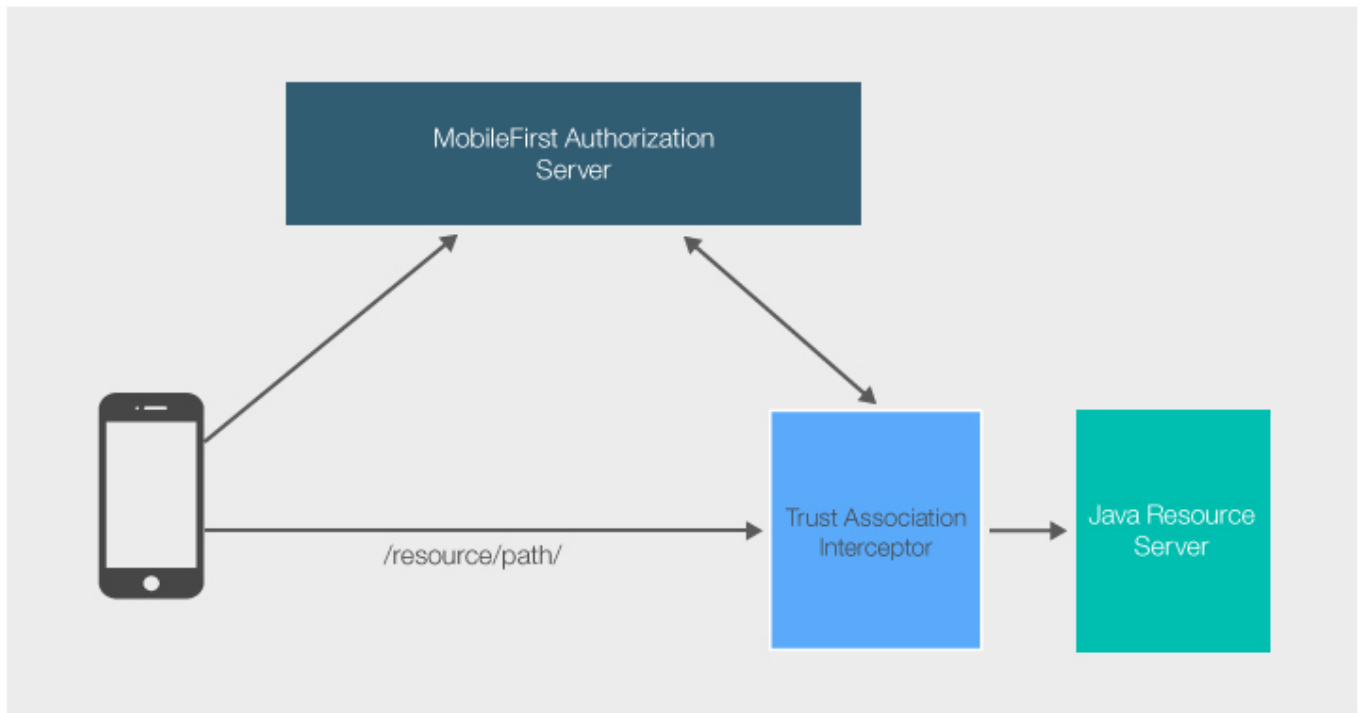 MobileFirst Authorization
Server
/resource/path/
Trust Association
Interceptor
Java Resource
Server